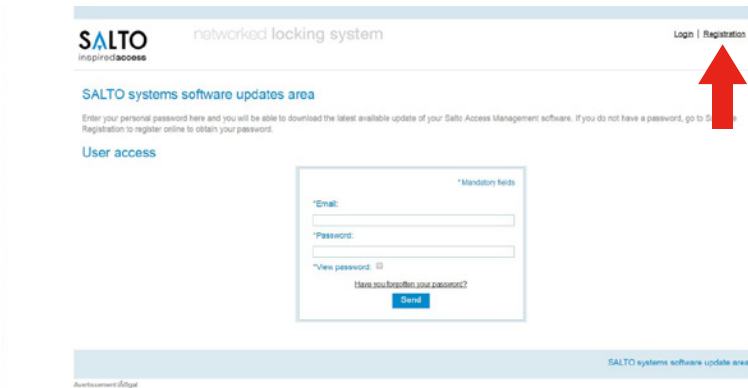 SALTO
inspiredaccess
networked locking system
Login | Registration
SALTO systems software updates area
Enter your personal password here and you will be able to download the latest available update of your Salto Access Management software. If you do not have a password, go to
Registration to register online to obtain your password.
User access
*Mandatory fields
*Email:
*Password:
*View password:
Have you forgotten your password?
Send
SALTO systems software update area